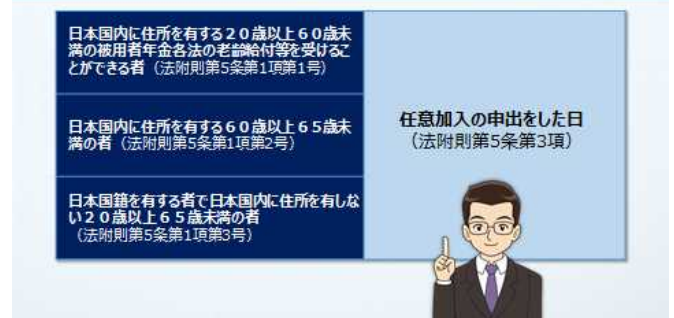 日本国内に住所を有する20歳以上60歳未
満の被用者年金各法の老齢給付等を受けるこ
とができる者（法附則第5条第1項第1号）
日本国内に住所を有する60歳以上65歳未
満の者（法附則第5条第1項第2号）
日本国籍を有する者で日本国内に住所を有しな
い20歳以上65歳未満の者
（法附則第5条第1項第3号）
任意加入の申出をした日
（法附則第5条第3項）